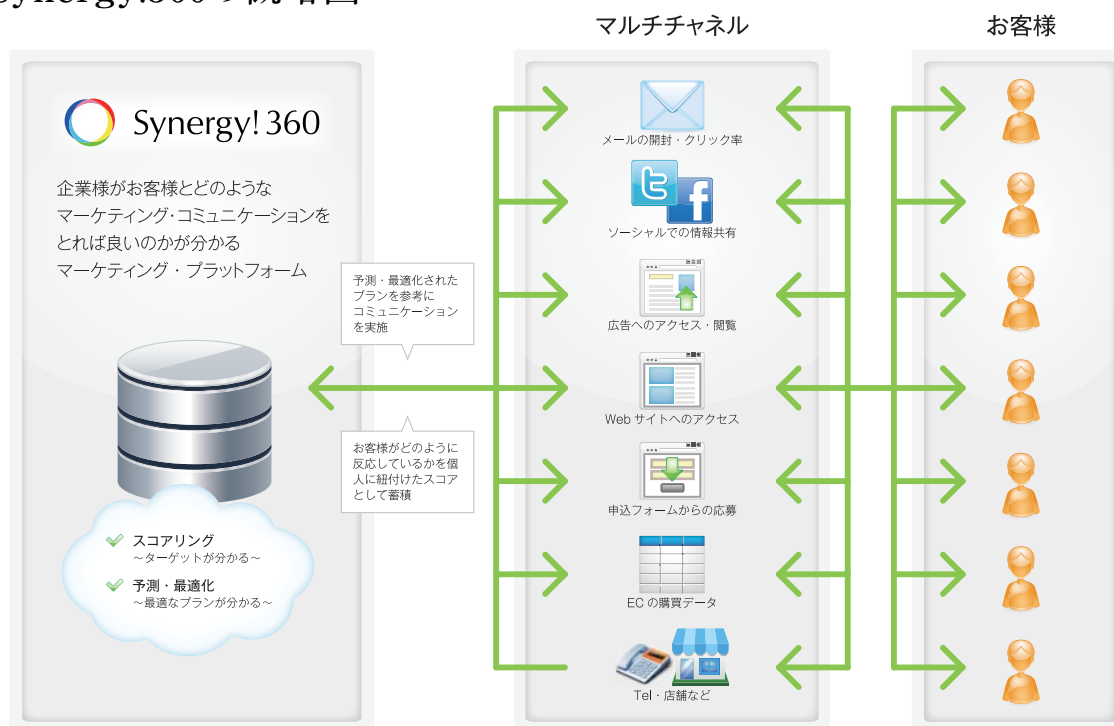 マルチチャネル
お客様
Synergy! 360
企業様がお客様とどのような
マーケティング・コミュニケーションを
とれば良いのかが分かる
マーケティング・プラットフォーム
予測・最適化された
プランを参考に
コミュニケーション
を実施
お客様がどのように
反応しているかを個
人に紐付けたスコア
として蓄積
スコアリング
～ターゲットが分かる～
予測・最適化
～最適なプランが分かる～
メールの開封・クリック率
ソーシャルでの情報共有
広告へのアクセス・閲覧
Web サイトへのアクセス
申込フォームからの応募
EC の購買データ
Tel・店舗など